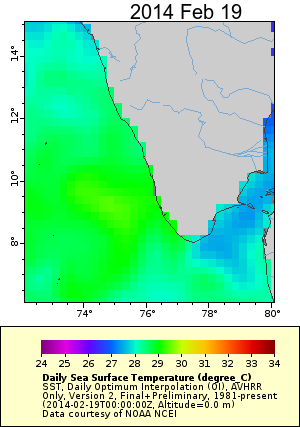 2014 Feb 19
14°
12°
10°
8°
74° 76° 78° 80°
24 25 26 27 28 29 30 31 32 33 34
Daily Sea Surface Temperature (degree_C)
SST, Daily Optimum Interpolation (OI), AVHRR
Only, Version 2, Final+Preliminary, 1981-present
(2014-02-19T00:00:00Z, Altitude=0.0 m)
Data courtesy of NOAA NCEI